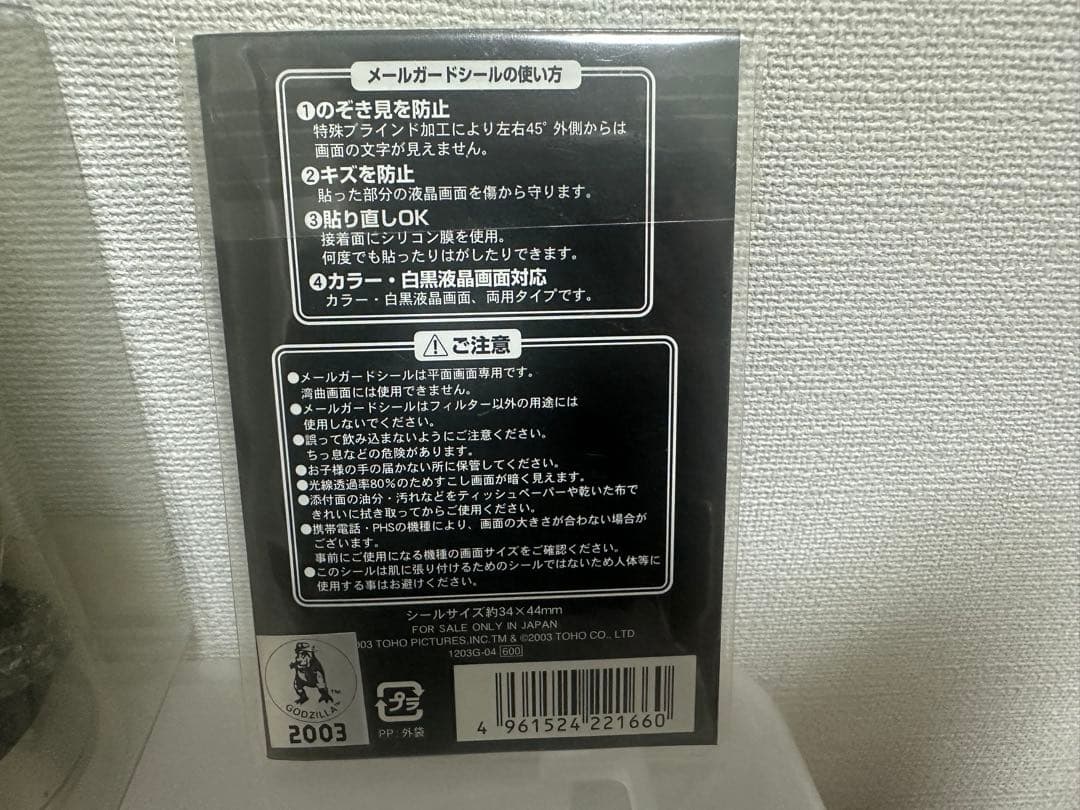 メールガードシールの使い方
❶のぞき見を防止
特殊ブラインド加工により左右45°外側からは
画面の文字が見えません。
❷キズを防止
貼った部分の液晶画面を傷から守ります。
❸貼り直しOK
接着面にシリコン膜を使用。
何度でも貼ったりはがしたりできます。
❹カラー・白黒液晶画面対応
カラー・白黒液晶画面、両用タイプです。
⚠ご注意
●メールガードシールは平面画面専用です。
湾曲画面には使用できません。
●メールガードシールはフィルター以外の用途には
使用しないでください。
●誤って飲み込まないようにご注意ください。
ちっ息などの危険があります。
●お子様の手の届かない所に保管してください。
●光線透過率80%のためすこし画面が暗く見えます。
●添付面の油分・汚れなどをティッシュペーパーや乾いた布で
きれいに拭き取ってからご使用ください。
●携帯電話・PHSの機種により、画面の大きさが合わない場合が
ございます。
事前にご使用になる機種の画面サイズをご確認ください。
●このシールは肌に張り付けるためのシールではないため人体等に
使用する事はお避けください。
シールサイズ約34×44mm
FOR SALE ONLY IN JAPAN
003 TOHO PICTURES,INC.TM & ©2003 TOHO CO., LTD
1203G-04 600
GODZILLA TM
2003
プラ
PP:外袋
4 961524 221660